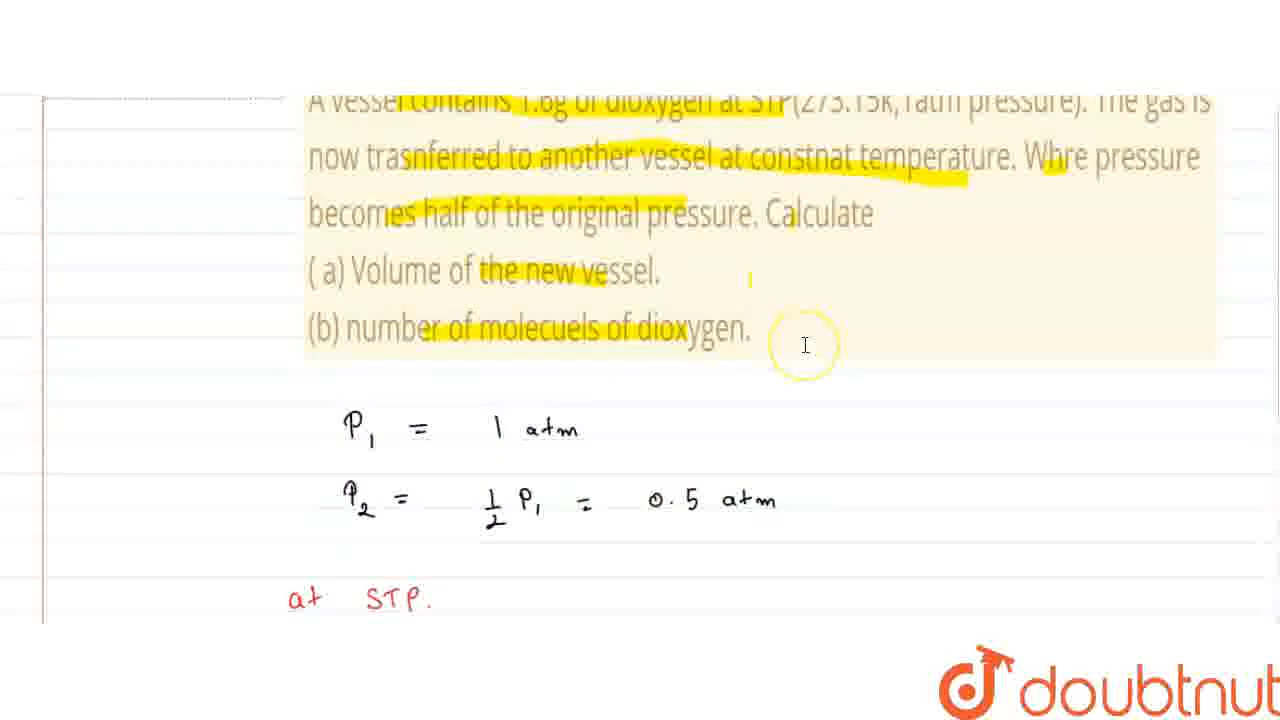 A vessel contains 1.6g of dioxygen at STP(273.15k,1atm pressure). The gas is
now trasnferred to another vessel at constnat temperature. Whre pressure
becomes half of the original pressure. Calculate
( a) Volume of the new vessel.
(b) number of molecuels of dioxygen.
P₁ = 1 atm
P₂ = 1/2 P₁ = 0.5 atm
at STP.
doubtnut